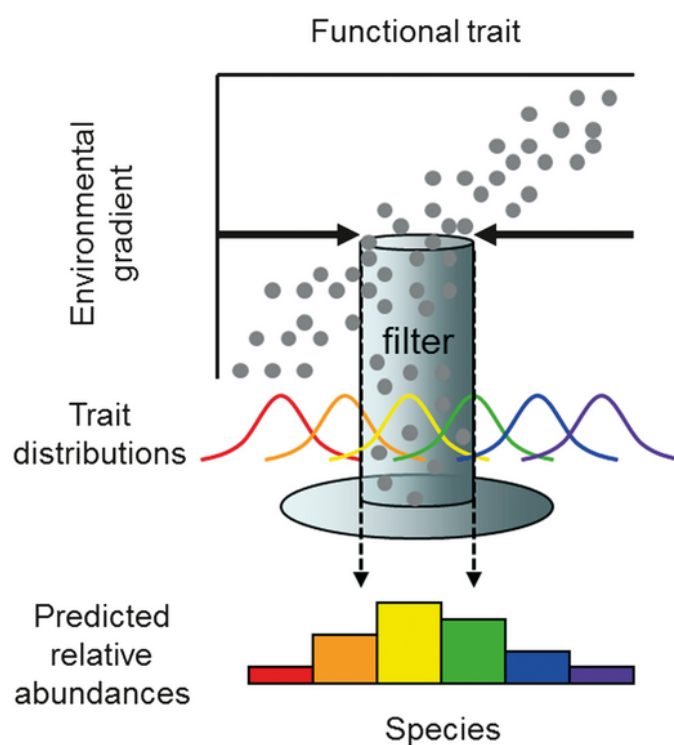 Functional trait
Environmental
gradient
filter
Trait
distributions
Predicted
relative
abundances
Species